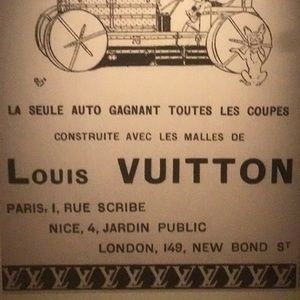 LA SEULE AUTO GAGNANT TOUTES LES COUPES
CONSTRUITE AVEC LES MALLES DE
LOUIS VUITTON
PARIS, 1, RUE SCRIBE
NICE, 4, JARDIN PUBLIC
LONDON, 149, NEW BOND ST